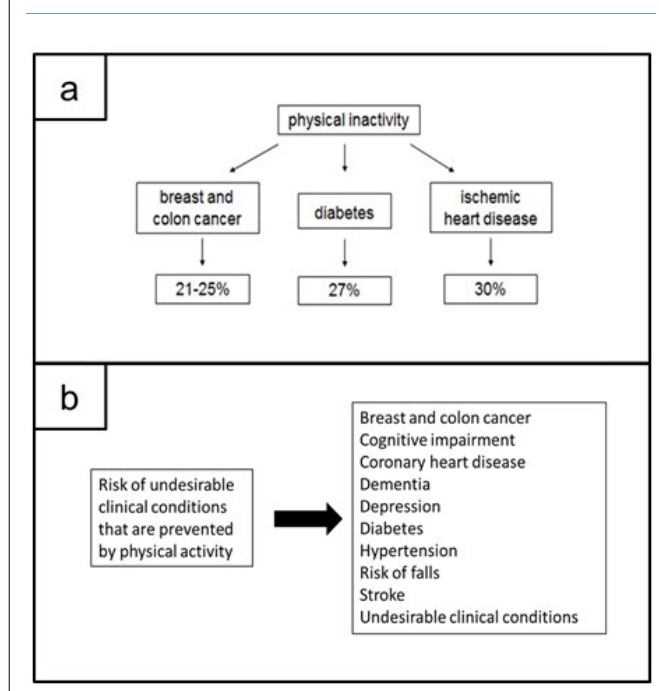 a
physical inactivity
breast and
colon cancer
diabetes
ischemic
heart disease
21-25%
27%
30%
b
Risk of undesirable
clinical conditions
that are prevented
by physical activity
Breast and colon cancer
Cognitive impairment
Coronary heart disease
Dementia
Depression
Diabetes
Hypertension
Risk of falls
Stroke
Undesirable clinical conditions